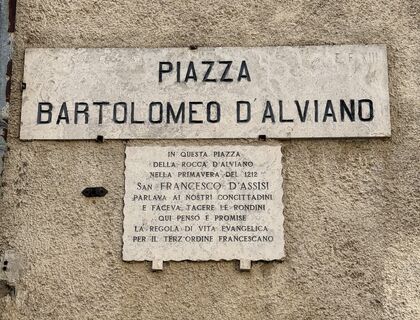 PIAZZA
BARTOLOMEO D'ALVIANO
IN QUESTA PIAZZA
DELLA ROCCA D'ALVIANO
NELLA PRIMAVERA DEL 1212
SAN FRANCESCO D'ASSISI
PARLAVA AI NOSTRI CONCITTADINI
E FACEVA TACERE LE RONDINI
QUI PENSÒ E PROMISE
LA REGOLA DI VITA EVANGELICA
PER IL TERZ'ORDINE FRANCESCANO